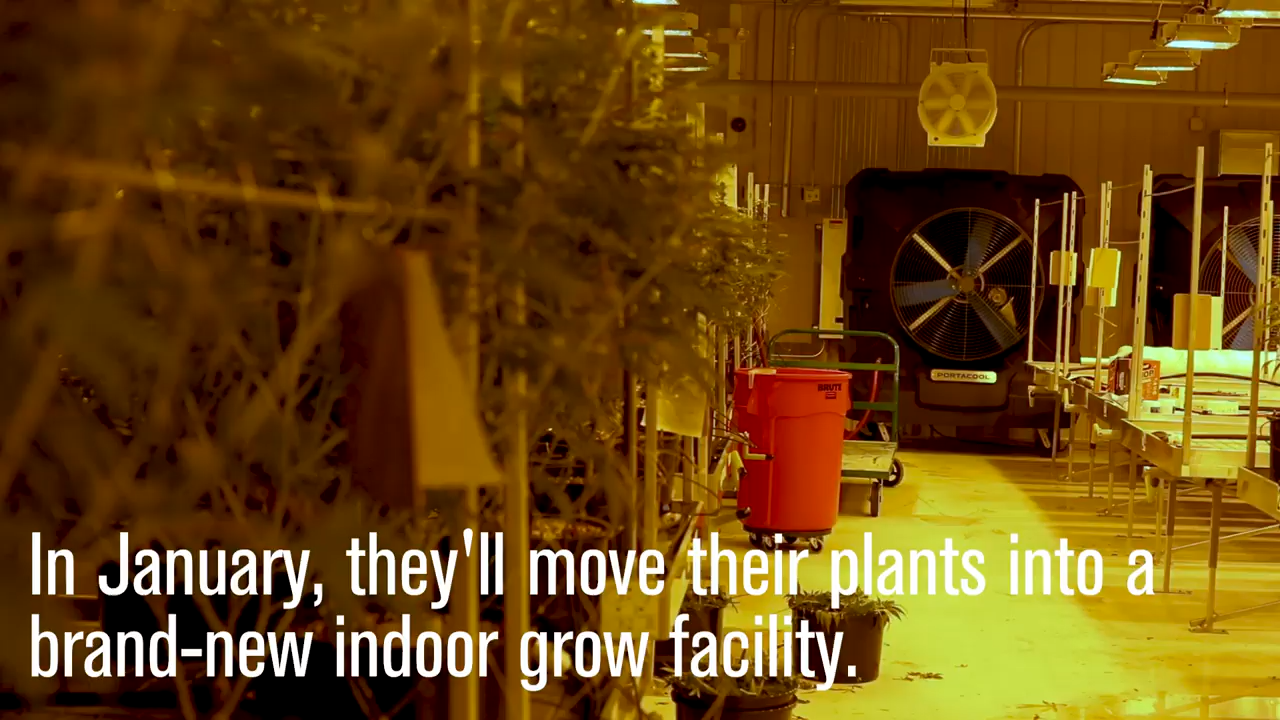 PORTACOOL
BRUTE
In January, they'll move their plants into a
brand-new indoor grow facility.